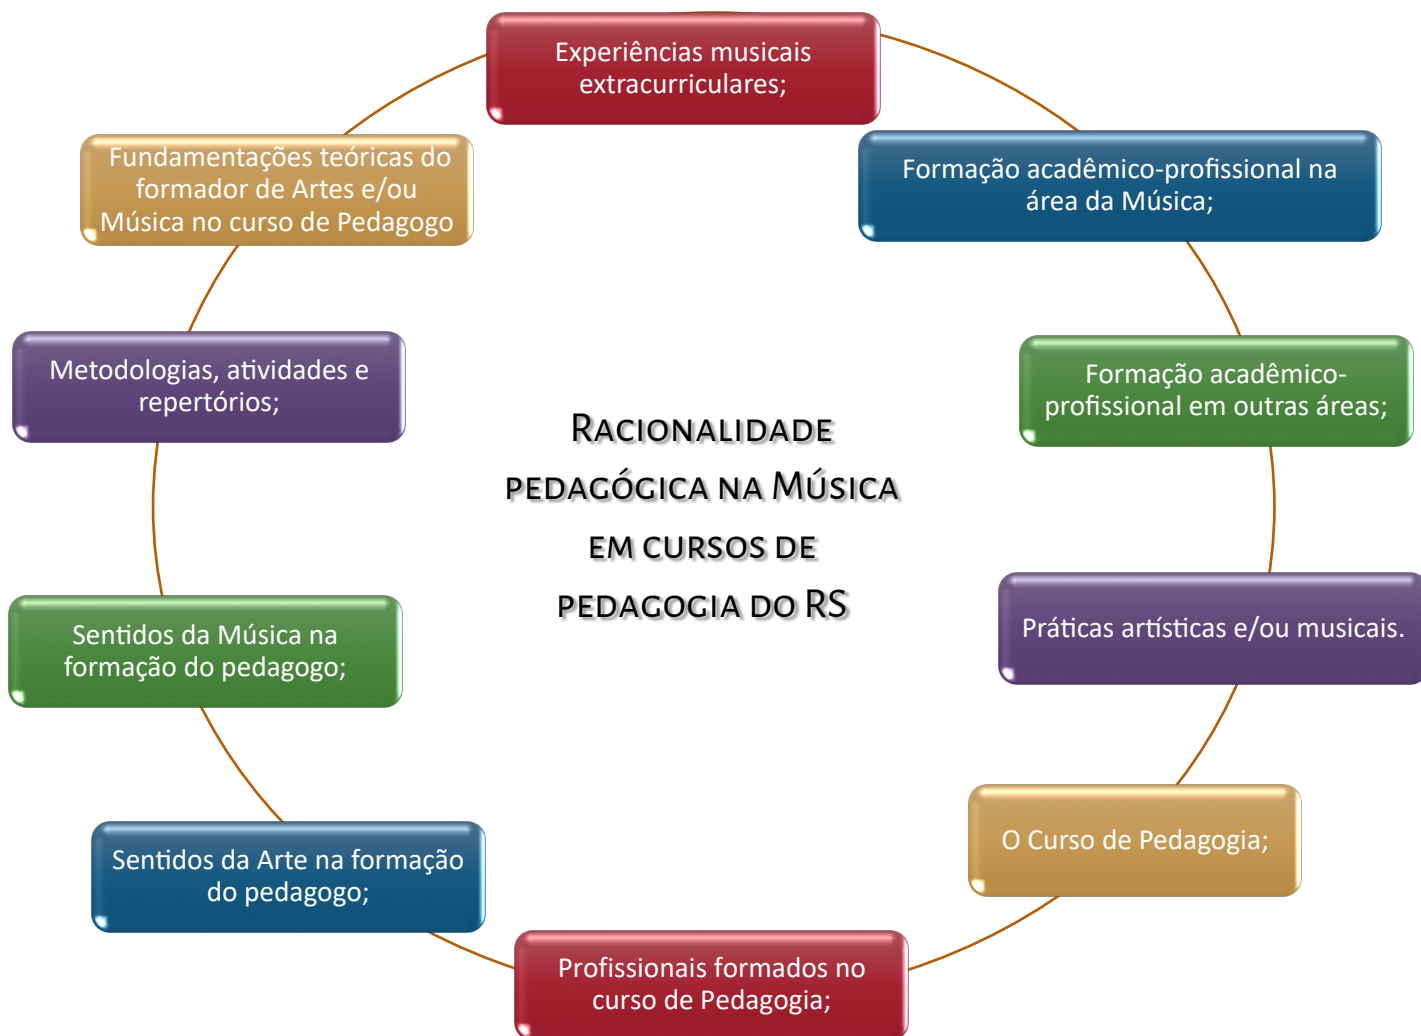 Experiências musicais
extracurriculares;
Formação acadêmico-profissional na
área da Música;
Formação acadêmico-
profissional em outras áreas;
Práticas artísticas e/ou musicais.
O Curso de Pedagogia;
Profissionais formados no
curso de Pedagogia;
Sentidos da Arte na formação
do pedagogo;
Sentidos da Música na
formação do pedagogo;
Metodologias, atividades e
repertórios;
Fundamentações teóricas do
formador de Artes e/ou
Música no curso de Pedagogo
Racionalidade
pedagógica na Música
em cursos de
pedagogia do RS